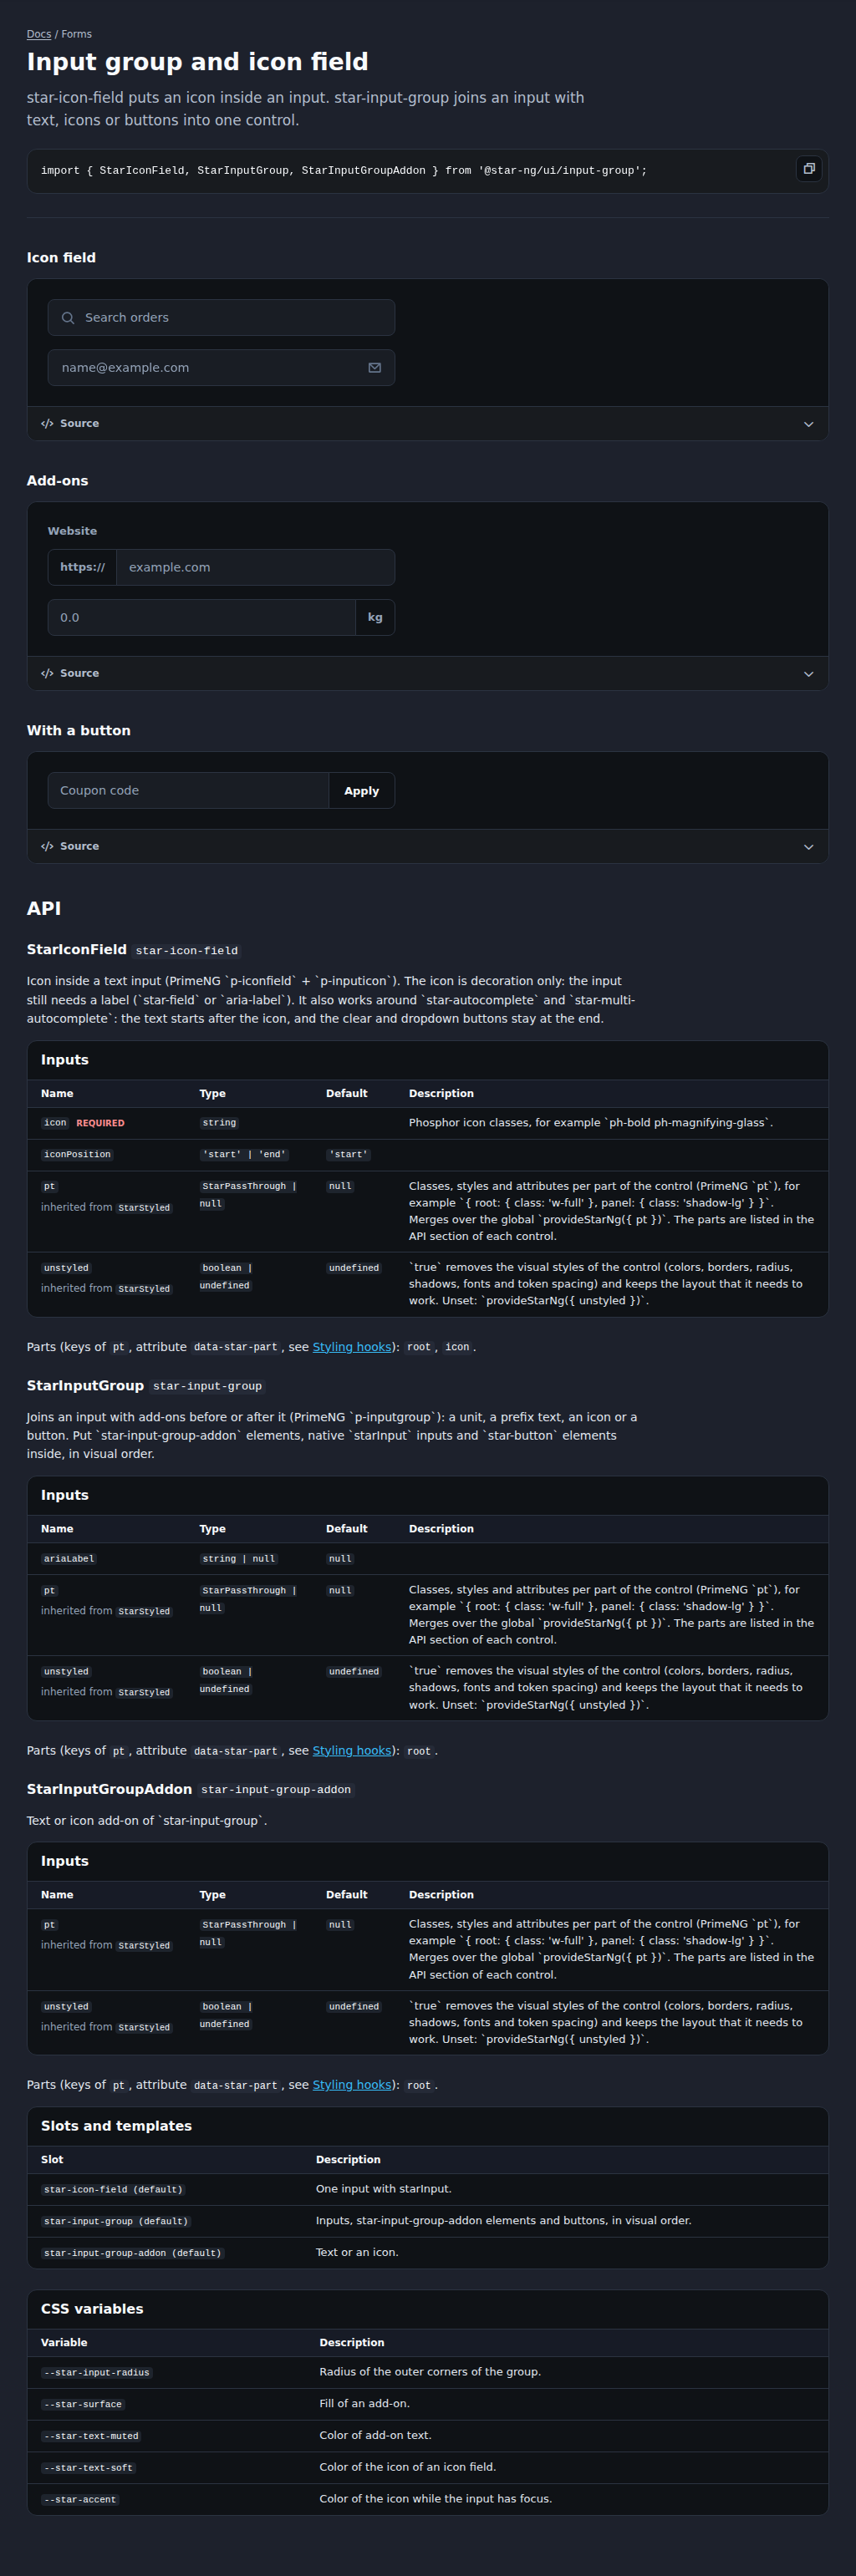 Docs / Forms
Input group and icon field
star-icon-field puts an icon inside an input. star-input-group joins an input with
text, icons or buttons into one control.
import { StarIconField, StarInputGroup, StarInputGroupAddon } from '@star-ng/ui/input-group';
Icon field
Search orders
name@example.com
Source
Add-ons
Website
https:// example.com
0.0 kg
Source
With a button
Coupon code Apply
Source
API
StarIconField star-icon-field
Icon inside a text input (PrimeNG `p-iconfield` + `p-inputicon`). The icon is decoration only: the input
still needs a label (`star-field` or `aria-label`). It also works around `star-autocomplete` and `star-multi-
autocomplete`: the text starts after the icon, and the clear and dropdown buttons stay at the end.
Inputs
Name Type Default Description
icon REQUIRED string Phosphor icon classes, for example `ph-bold ph-magnifying-glass`.
iconPosition 'start' | 'end' 'start'
pt StarPassThrough | null Classes, styles and attributes per part of the control (PrimeNG `pt`), for
inherited from StarStyled null example `{ root: { class: 'w-full' }, panel: { class: 'shadow-lg' } }`.
Merges over the global `provideStarNg({ pt })`. The parts are listed in the
API section of each control.
unstyled boolean | undefined `true` removes the visual styles of the control (colors, borders, radius,
inherited from StarStyled undefined shadows, fonts and token spacing) and keeps the layout that it needs to
work. Unset: `provideStarNg({ unstyled })`.
Parts (keys of pt, attribute data-star-part, see Styling hooks): root, icon.
StarInputGroup star-input-group
Joins an input with add-ons before or after it (PrimeNG `p-inputgroup`): a unit, a prefix text, an icon or a
button. Put `star-input-group-addon` elements, native `starInput` inputs and `star-button` elements
inside, in visual order.
Inputs
Name Type Default Description
ariaLabel string | null null
pt StarPassThrough | null Classes, styles and attributes per part of the control (PrimeNG `pt`), for
inherited from StarStyled null example `{ root: { class: 'w-full' }, panel: { class: 'shadow-lg' } }`.
Merges over the global `provideStarNg({ pt })`. The parts are listed in the
API section of each control.
unstyled boolean | undefined `true` removes the visual styles of the control (colors, borders, radius,
inherited from StarStyled undefined shadows, fonts and token spacing) and keeps the layout that it needs to
work. Unset: `provideStarNg({ unstyled })`.
Parts (keys of pt, attribute data-star-part, see Styling hooks): root.
StarInputGroupAddon star-input-group-addon
Text or icon add-on of `star-input-group`.
Inputs
Name Type Default Description
pt StarPassThrough | null Classes, styles and attributes per part of the control (PrimeNG `pt`), for
inherited from StarStyled null example `{ root: { class: 'w-full' }, panel: { class: 'shadow-lg' } }`.
Merges over the global `provideStarNg({ pt })`. The parts are listed in the
API section of each control.
unstyled boolean | undefined `true` removes the visual styles of the control (colors, borders, radius,
inherited from StarStyled undefined shadows, fonts and token spacing) and keeps the layout that it needs to
work. Unset: `provideStarNg({ unstyled })`.
Parts (keys of pt, attribute data-star-part, see Styling hooks): root.
Slots and templates
Slot Description
star-icon-field (default) One input with starInput.
star-input-group (default) Inputs, star-input-group-addon elements and buttons, in visual order.
star-input-group-addon (default) Text or an icon.
CSS variables
Variable Description
--star-input-radius Radius of the outer corners of the group.
--star-surface Fill of an add-on.
--star-text-muted Color of add-on text.
--star-text-soft Color of the icon of an icon field.
--star-accent Color of the icon while the input has focus.